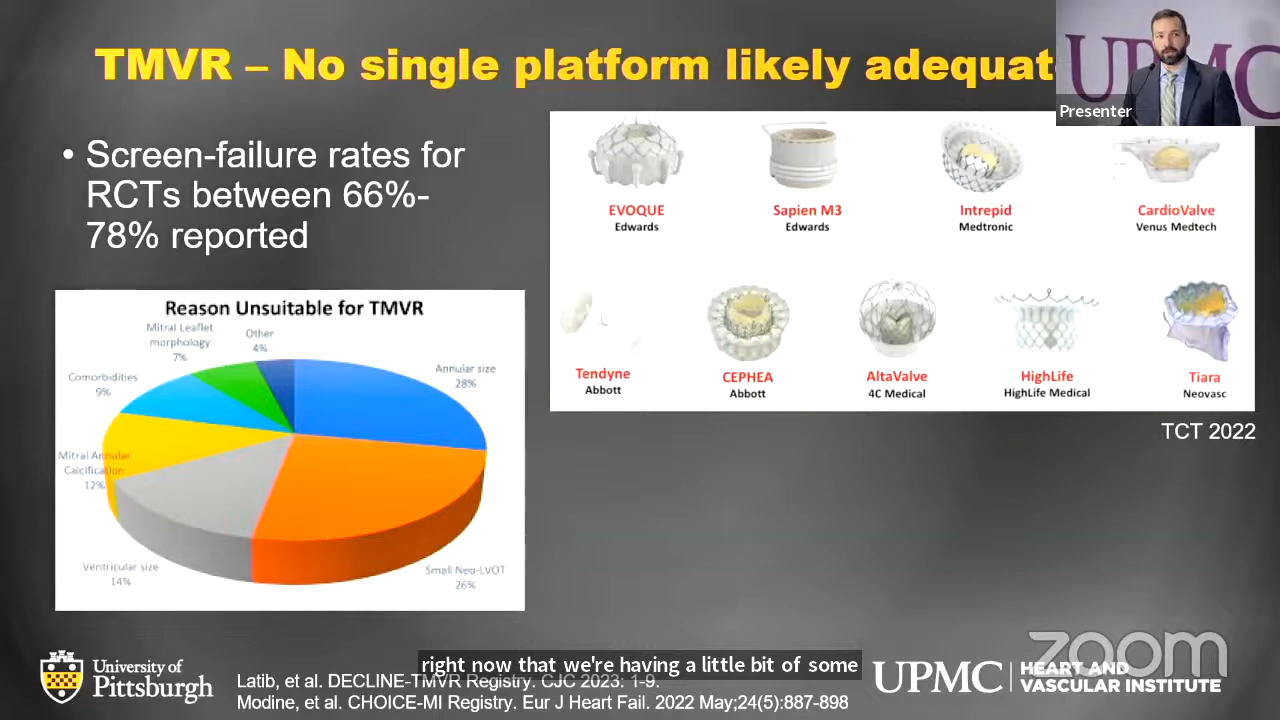 TMVR – No single platform likely adequat
UPMC
Presenter
• Screen-failure rates for
RCTs between 66%-
78% reported
EVOQUE
Edwards
Sapien M3
Edwards
Intrepid
Medtronic
CardioValve
Venus Medtech
Tendyne
Abbott
CEPHEA
Abbott
AltaValve
4C Medical
HighLife
HighLife Medical
Tiara
Neovasc
TCT 2022
Reason Unsuitable for TMVR
Mitral Leaflet
morphology
7%
Other
4%
Annular size
28%
Comorbidities
9%
Mitral Annular
Calcification
12%
Ventricular size
14%
Small Neo-LVOT
26%
right now that we're having a little bit of some
University of
Pittsburgh
Latib, et al. DECLINE-TMVR Registry. CJC 2023: 1-9.
Modine, et al. CHOICE-MI Registry. Eur J Heart Fail. 2022 May;24(5):887-898
UPMC
HEART AND
VASCULAR INSTITUTE
zoom